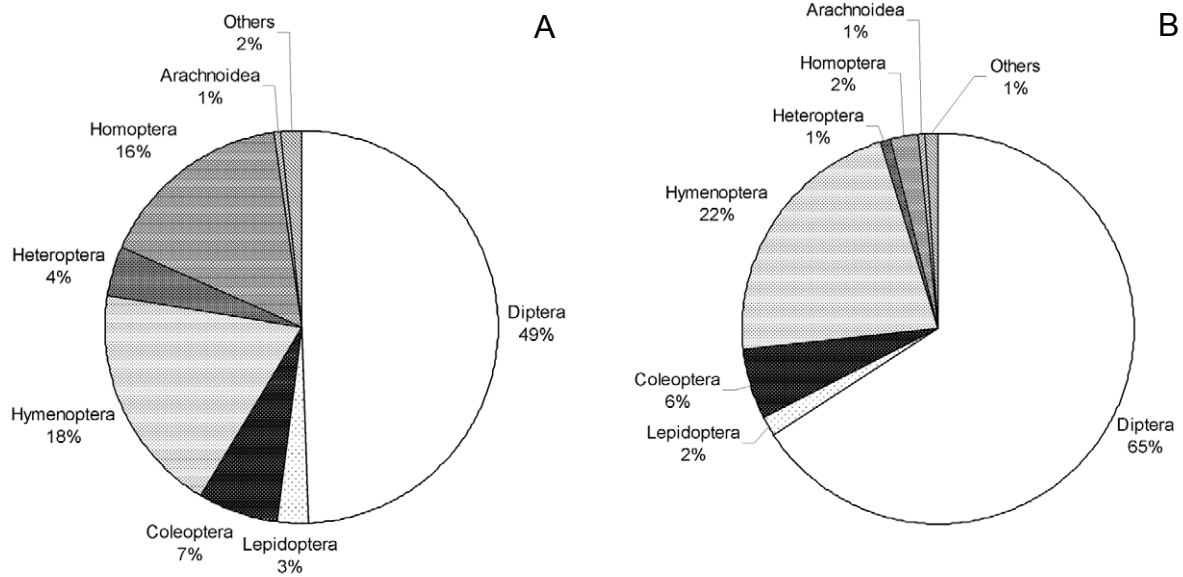 A
Others
2%
Arachnoidea
1%
Homoptera
16%
Heteroptera
4%
Hymenoptera
18%
Coleoptera
7%
Lepidoptera
3%
Diptera
49%
B
Arachnoidea
1%
Homoptera
2%
Others
1%
Heteroptera
1%
Hymenoptera
22%
Coleoptera
6%
Lepidoptera
2%
Diptera
65%